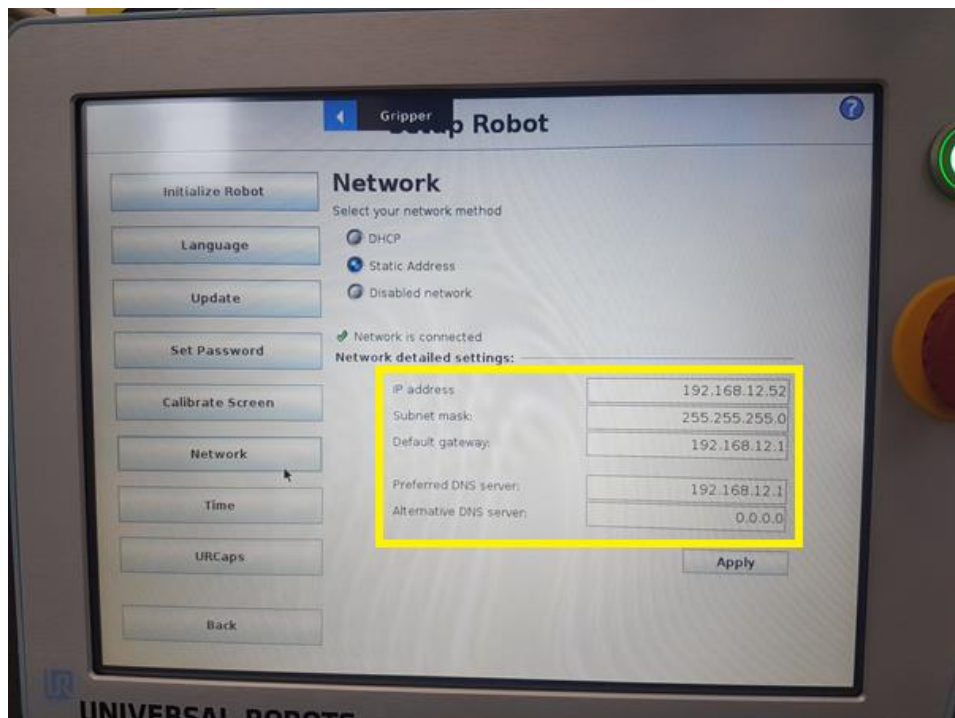 Gripper
Setup Robot
?
Initialize Robot
Language
Update
Set Password
Calibrate Screen
Network
Time
URCaps
Back
Network
Select your network method
DHCP
Static Address
Disabled network
Network is connected
Network detailed settings:
IP address 192.168.12.52
Subnet mask: 255.255.255.0
Default gateway: 192.168.12.1
Preferred DNS server: 192.168.12.1
Alternative DNS server: 0.0.0.0
Apply
UR
UNIVERSAL ROBOTS